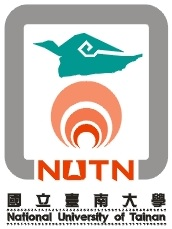 NUTN
國立臺南大學
National University of Tainan